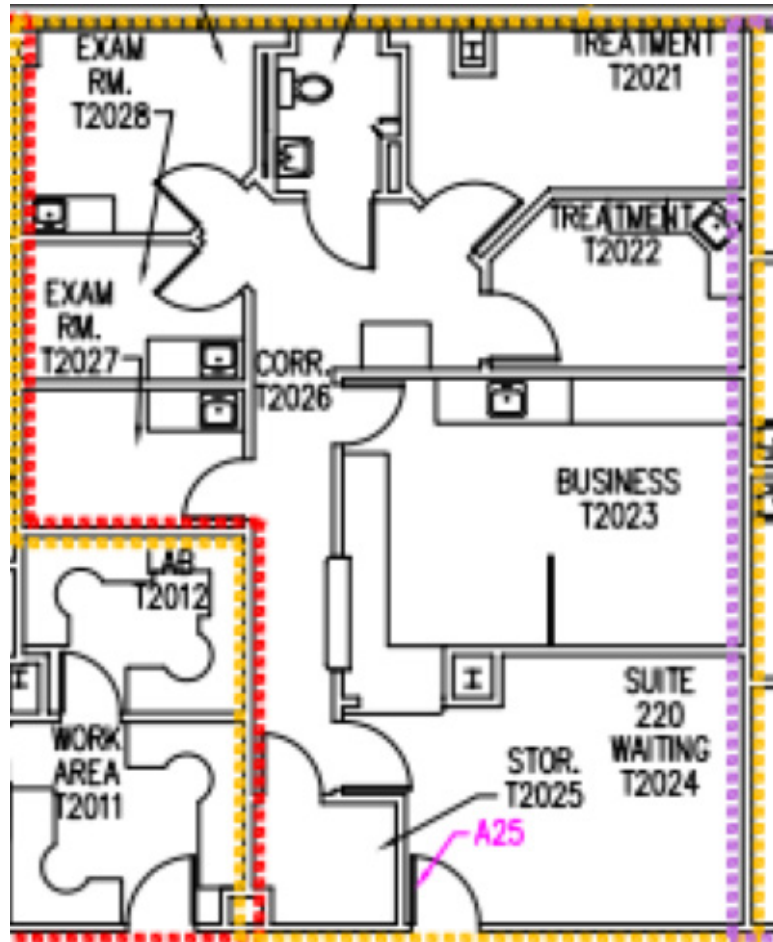 EXAM
RM.
T2028
TREATMENT
T2021
TREATMENT
T2022
EXAM
RM.
T2027
CORR.
T2026
BUSINESS
T2023
LAB
T2012
SUITE
220
WAITING
T2024
WORK
AREA
T2011
STOR.
T2025
A25